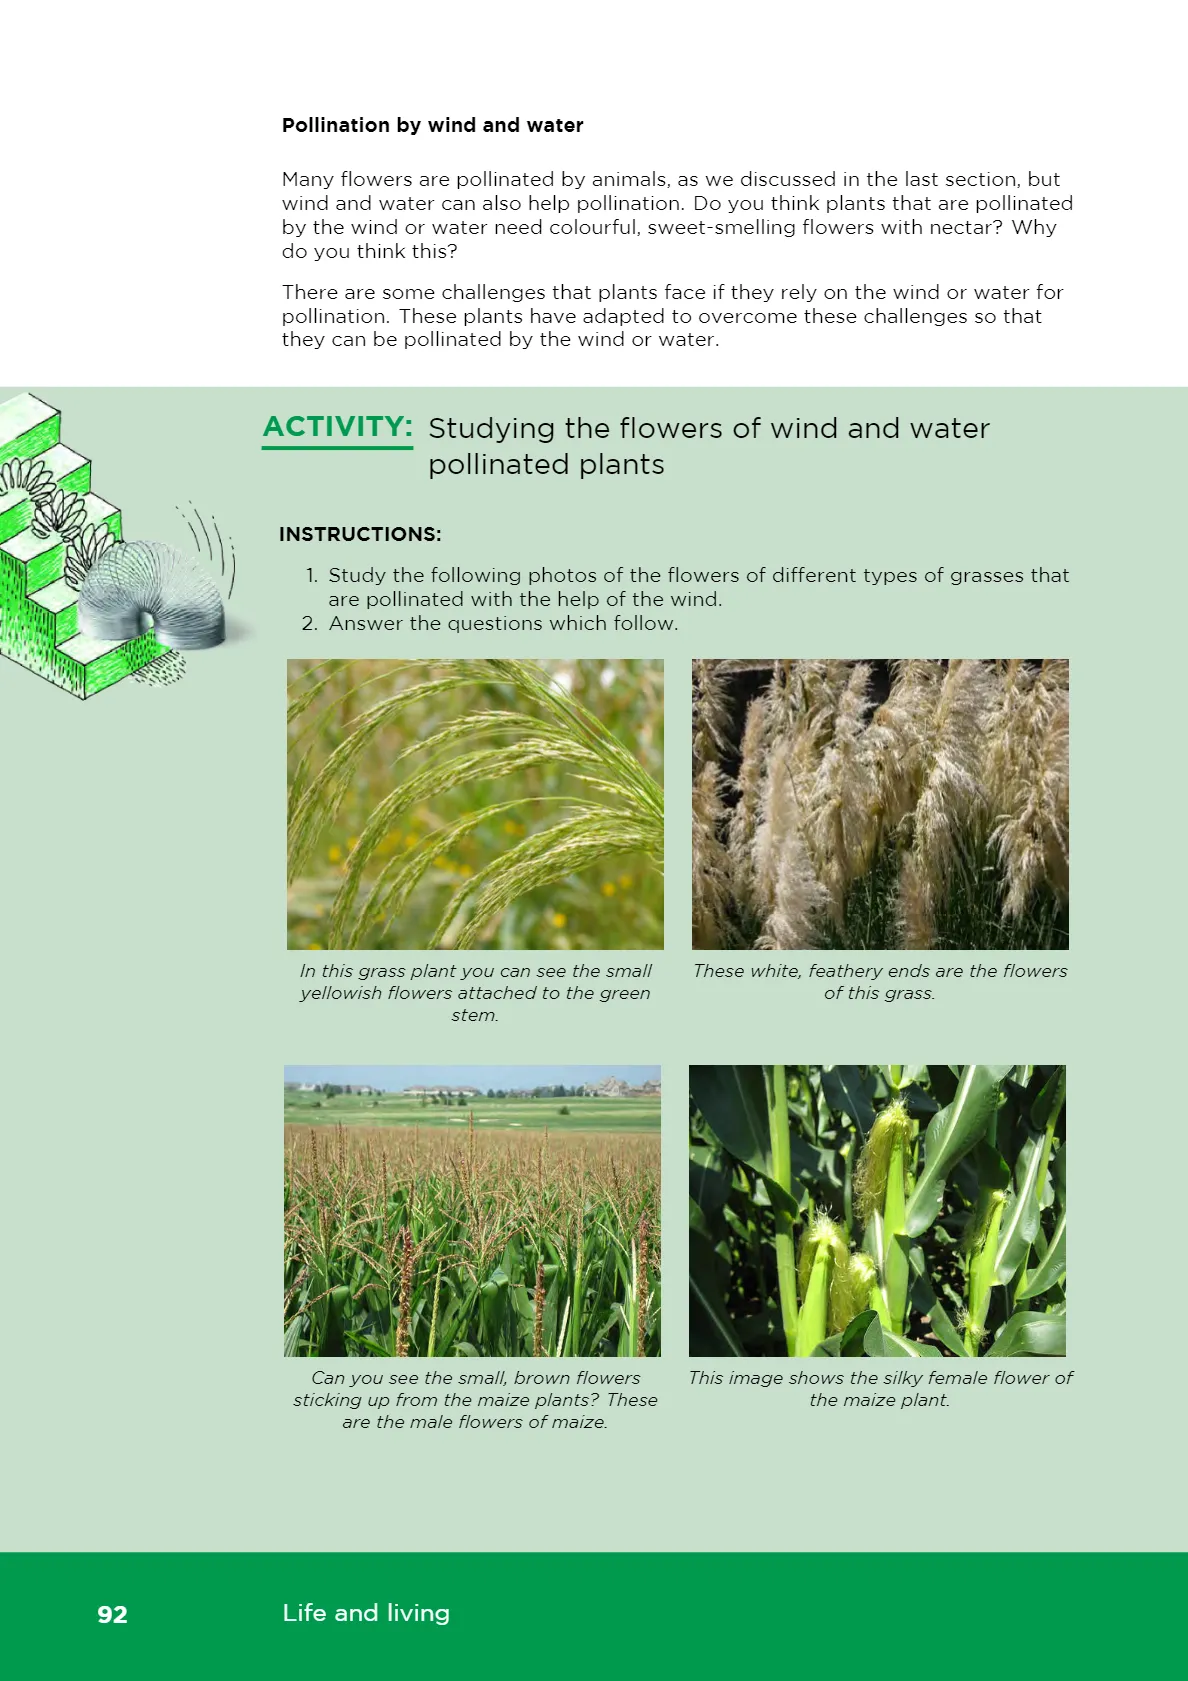 Pollination by wind and water
Many flowers are pollinated by animals, as we discussed in the last section, but
wind and water can also help pollination. Do you think plants that are pollinated
by the wind or water need colourful, sweet-smelling flowers with nectar? Why
do you think this?
There are some challenges that plants face if they rely on the wind or water for
pollination. These plants have adapted to overcome these challenges so that
they can be pollinated by the wind or water.
ACTIVITY: Studying the flowers of wind and water
pollinated plants
INSTRUCTIONS:
1. Study the following photos of the flowers of different types of grasses that
are pollinated with the help of the wind.
2. Answer the questions which follow.
In this grass plant you can see the small
yellowish flowers attached to the green
stem.
These white, feathery ends are the flowers
of this grass.
Can you see the small, brown flowers
sticking up from the maize plants? These
are the male flowers of maize.
This image shows the silky female flower of
the maize plant.
92 Life and living